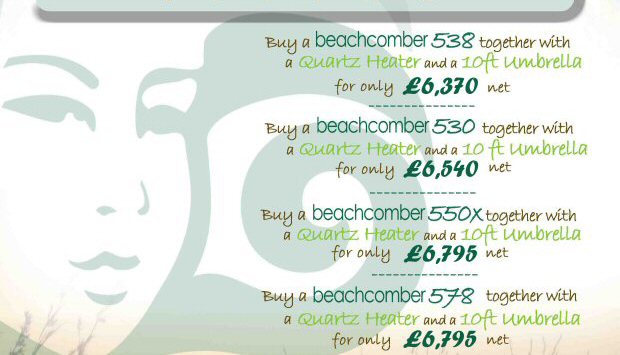 Buy a beachcomber 538 together with
a Quartz Heater and a 10ft Umbrella
for only £6,370 net
Buy a beachcomber 530 together with
a Quartz Heater and a 10 ft Umbrella
for only £6,540 net
Buy a beachcomber 550X together with
a Quartz Heater and a 10ft Umbrella
for only £6,795 net
Buy a beachcomber 578 together with
a Quartz Heater and a 10ft Umbrella
for only £6,795 net